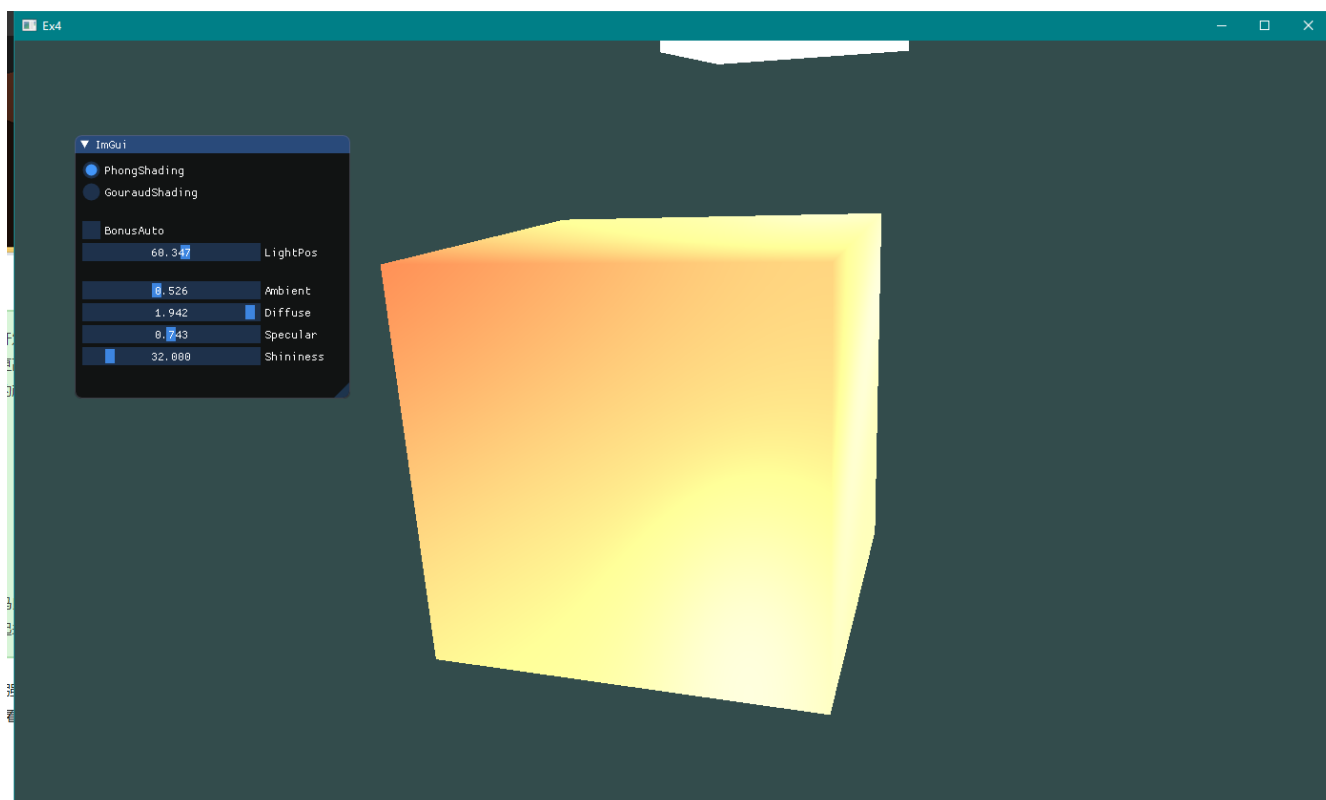 Ex4
ImGui
PhongShading
GouraudShading
BonusAuto
60.347 LightPos
0.526 Ambient
1.942 Diffuse
0.743 Specular
32.000 Shininess